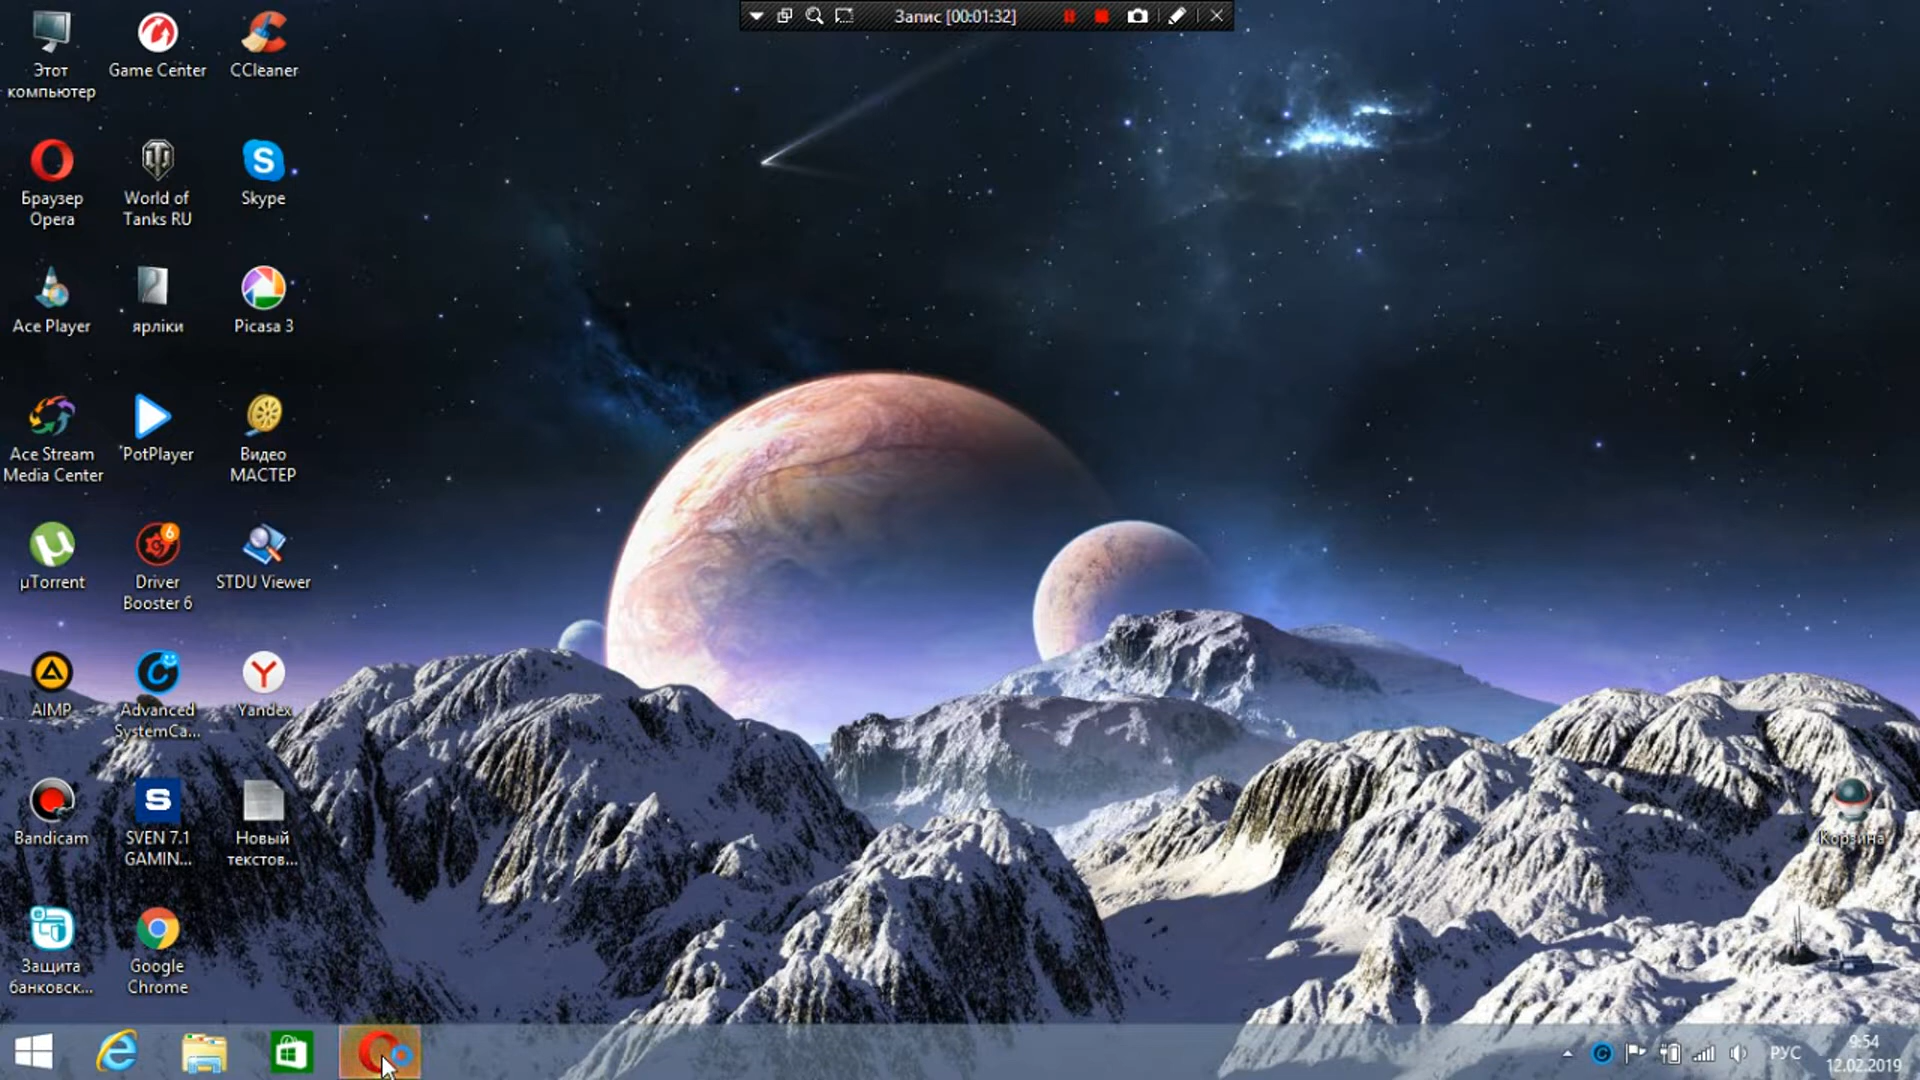 Запис [00:01:32]
Этот
компьютер
Game Center
CCleaner
Браузер
Opera
World of
Tanks RU
Skype
Ace Player
ярліки
Picasa 3
Ace Stream
Media Center
PotPlayer
Видео
МАСТЕР
µTorrent
Driver
Booster 6
STDU Viewer
AIMP
Advanced
SystemCa...
Yandex
Bandicam
SVEN 7.1
GAMIN...
Новый
текстов...
Корзина
Защита
банковск...
Google
Chrome
РУС
9:54
12.02.2019